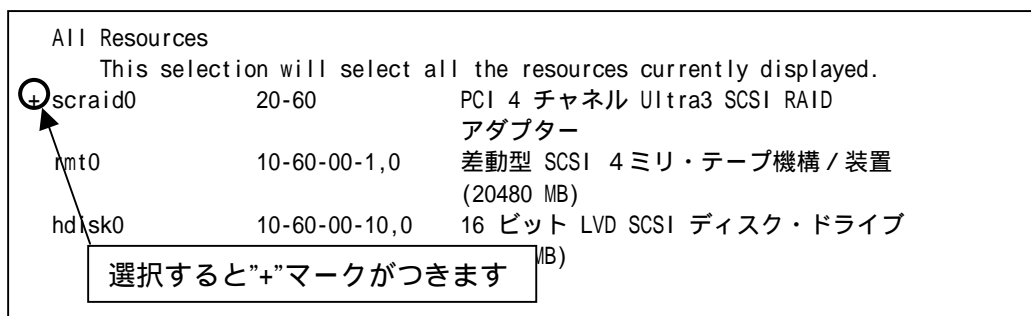 All Resources
This selection will select all the resources currently displayed.
+ scraid0 20-60 PCI 4 チャネル Ultra3 SCSI RAID
アダプター
rmt0 10-60-00-1,0 差動型 SCSI 4ミリ・テープ機構/装置
(20480 MB)
hdisk0 10-60-00-10,0 16 ビット LVD SCSI ディスク・ドライブ
MB)
選択すると"+"マークがつきます